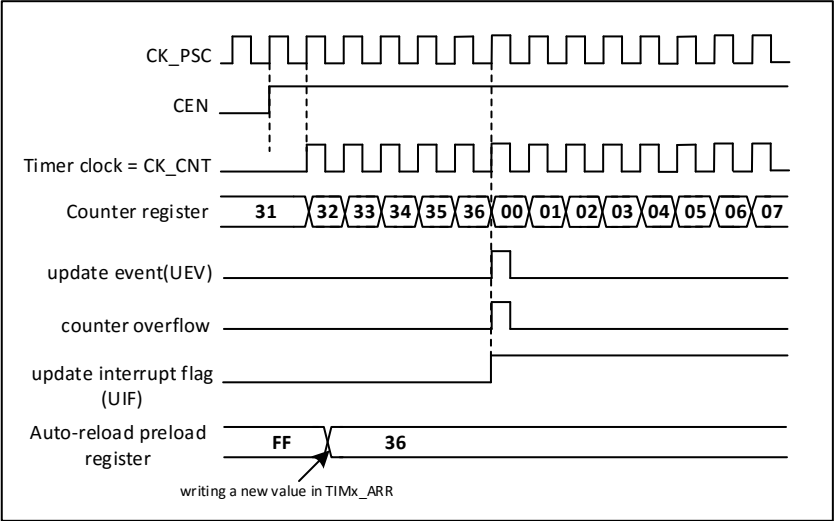 CK_PSC
CEN
Timer clock = CK_CNT
Counter register 31 32 33 34 35 36 00 01 02 03 04 05 06 07
update event(UEV)
counter overflow
update interrupt flag
(UIF)
Auto-reload preload
register
FF 36
writing a new value in TIMx_ARR